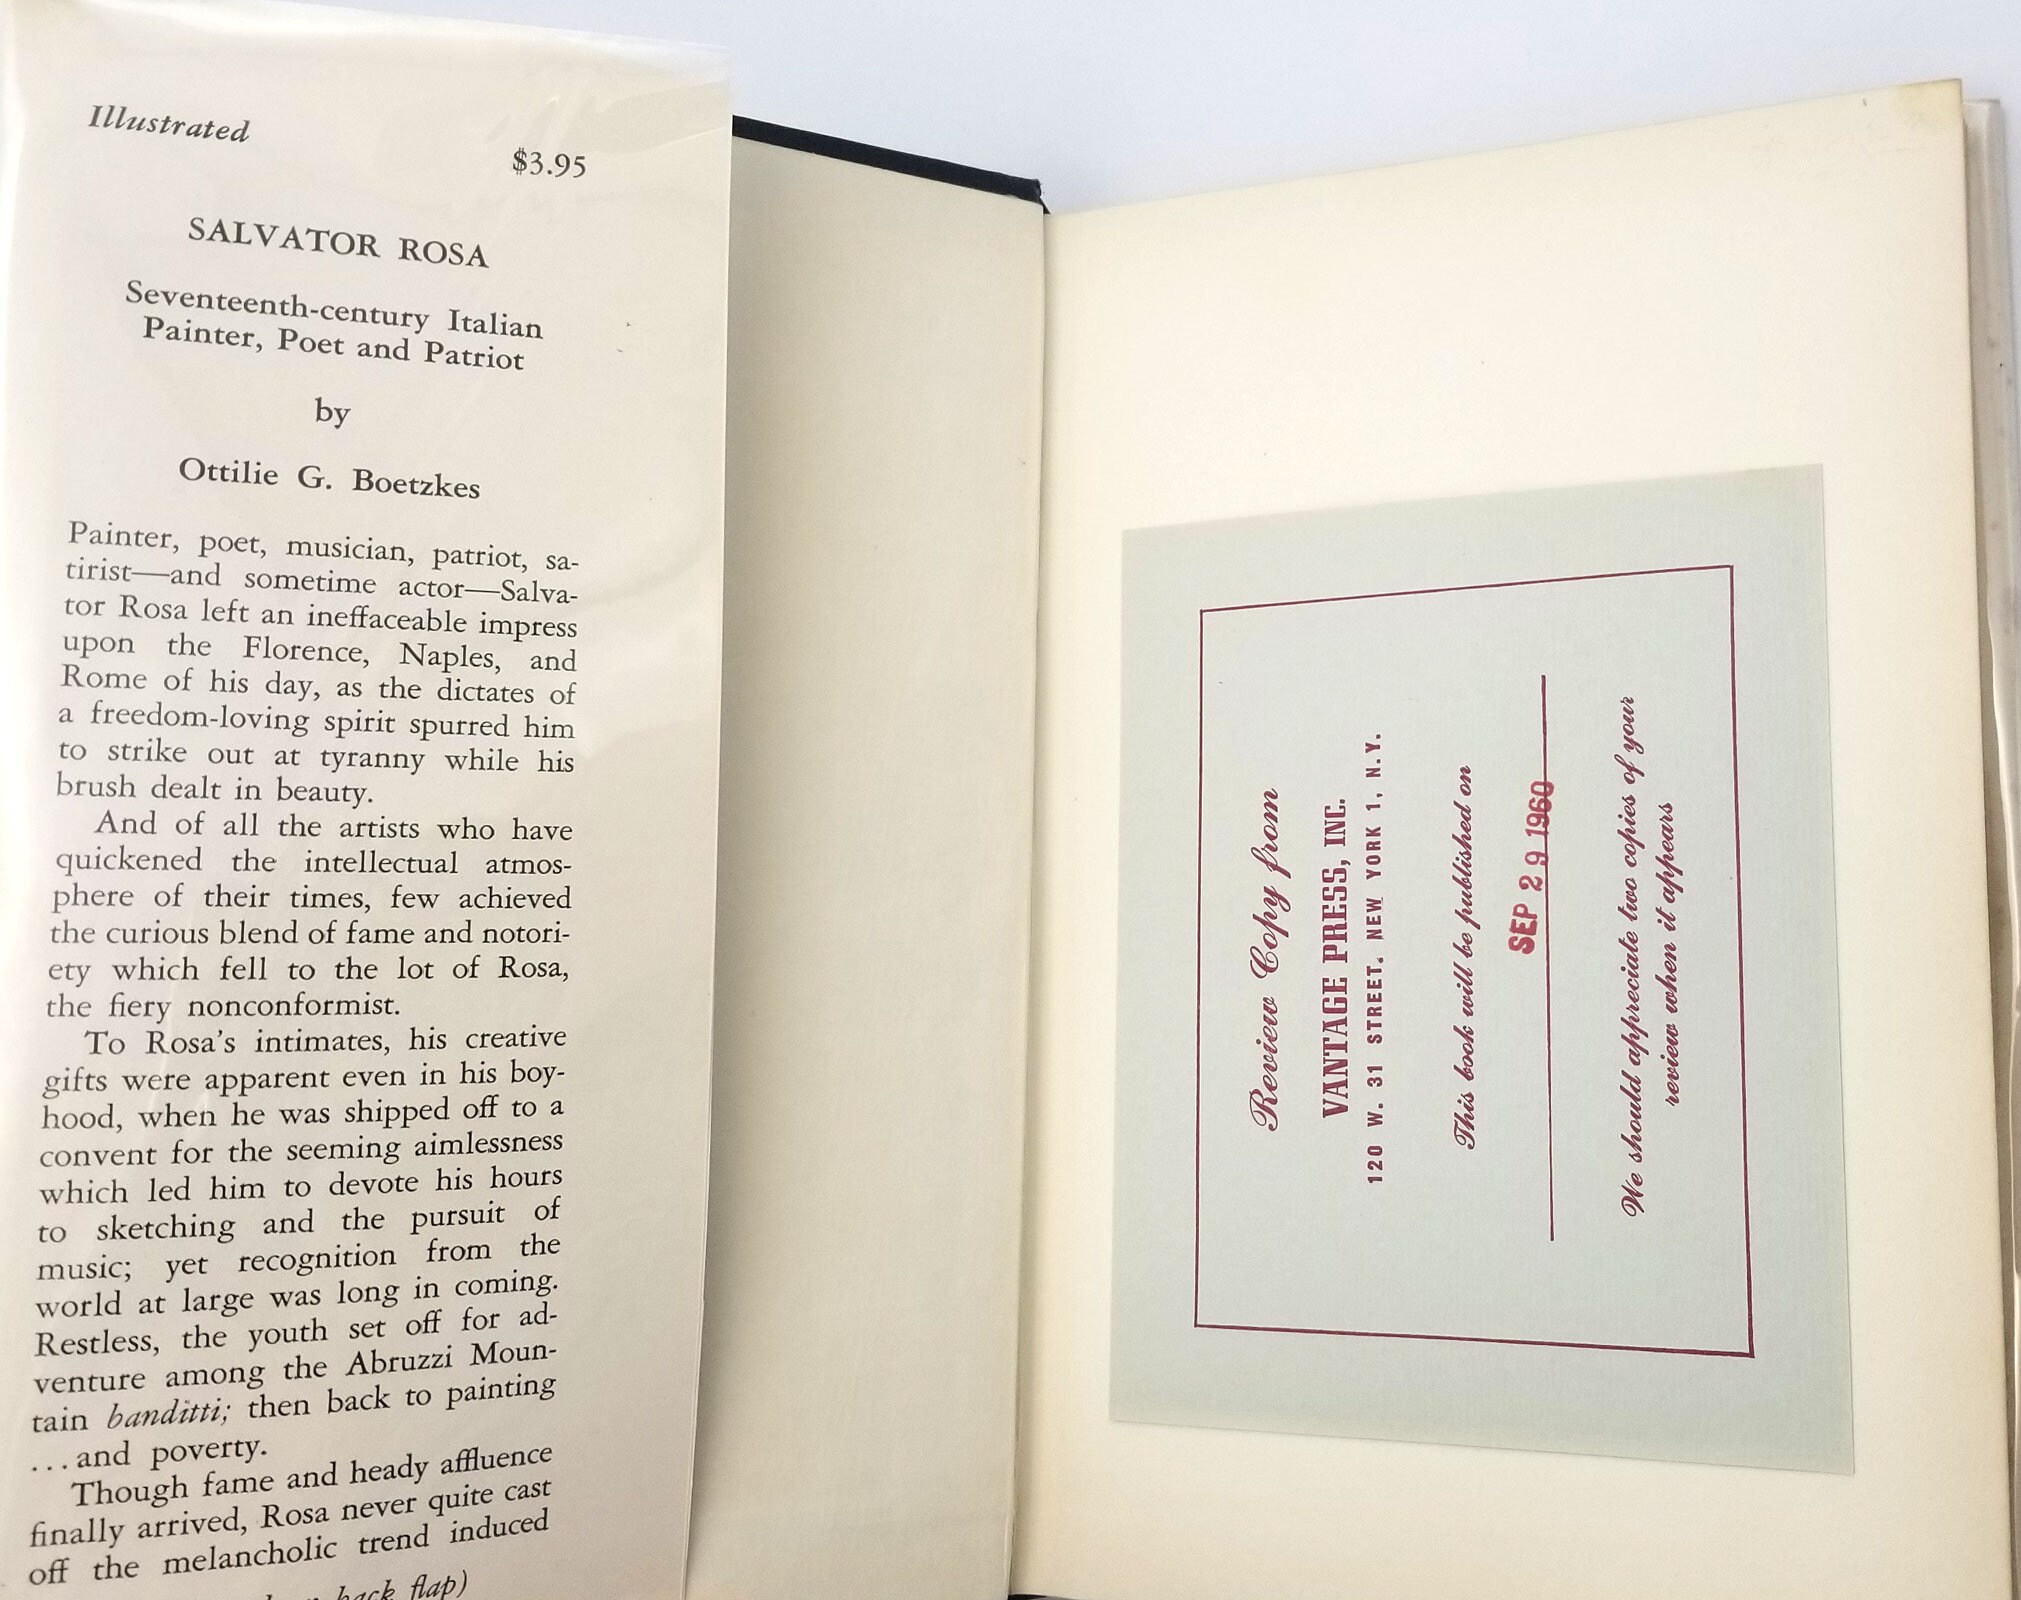 Illustrated
$3.95
SALVATOR ROSA
Seventeenth-century Italian
Painter, Poet and Patriot
by
Ottilie G. Boetzkes
Painter, poet, musician, patriot, sa-
tirist—and sometime actor—Salva-
tor Rosa left an ineffaceable impress
upon the Florence, Naples, and
Rome of his day, as the dictates of
a freedom-loving spirit spurred him
to strike out at tyranny while his
brush dealt in beauty.
And of all the artists who have
quickened the intellectual atmos-
phere of their times, few achieved
the curious blend of fame and notori-
ety which fell to the lot of Rosa,
the fiery nonconformist.
To Rosa's intimates, his creative
gifts were apparent even in his boy-
hood, when he was shipped off to a
convent for the seeming aimlessness
which led him to devote his hours
to sketching and the pursuit of
music; yet recognition from the
world at large was long in coming.
Restless, the youth set off for ad-
venture among the Abruzzi Moun-
tain banditti; then back to painting
...and poverty.
Though fame and heady affluence
finally arrived, Rosa never quite cast
off the melancholic trend induced
back flap)
Review Copy from
VANTAGE PRESS, INC.
120 W. 31 STREET. NEW YORK 1, N.Y.
This book will be published on
SEP 29 1960
We should appreciate two copies of your
review when it appears